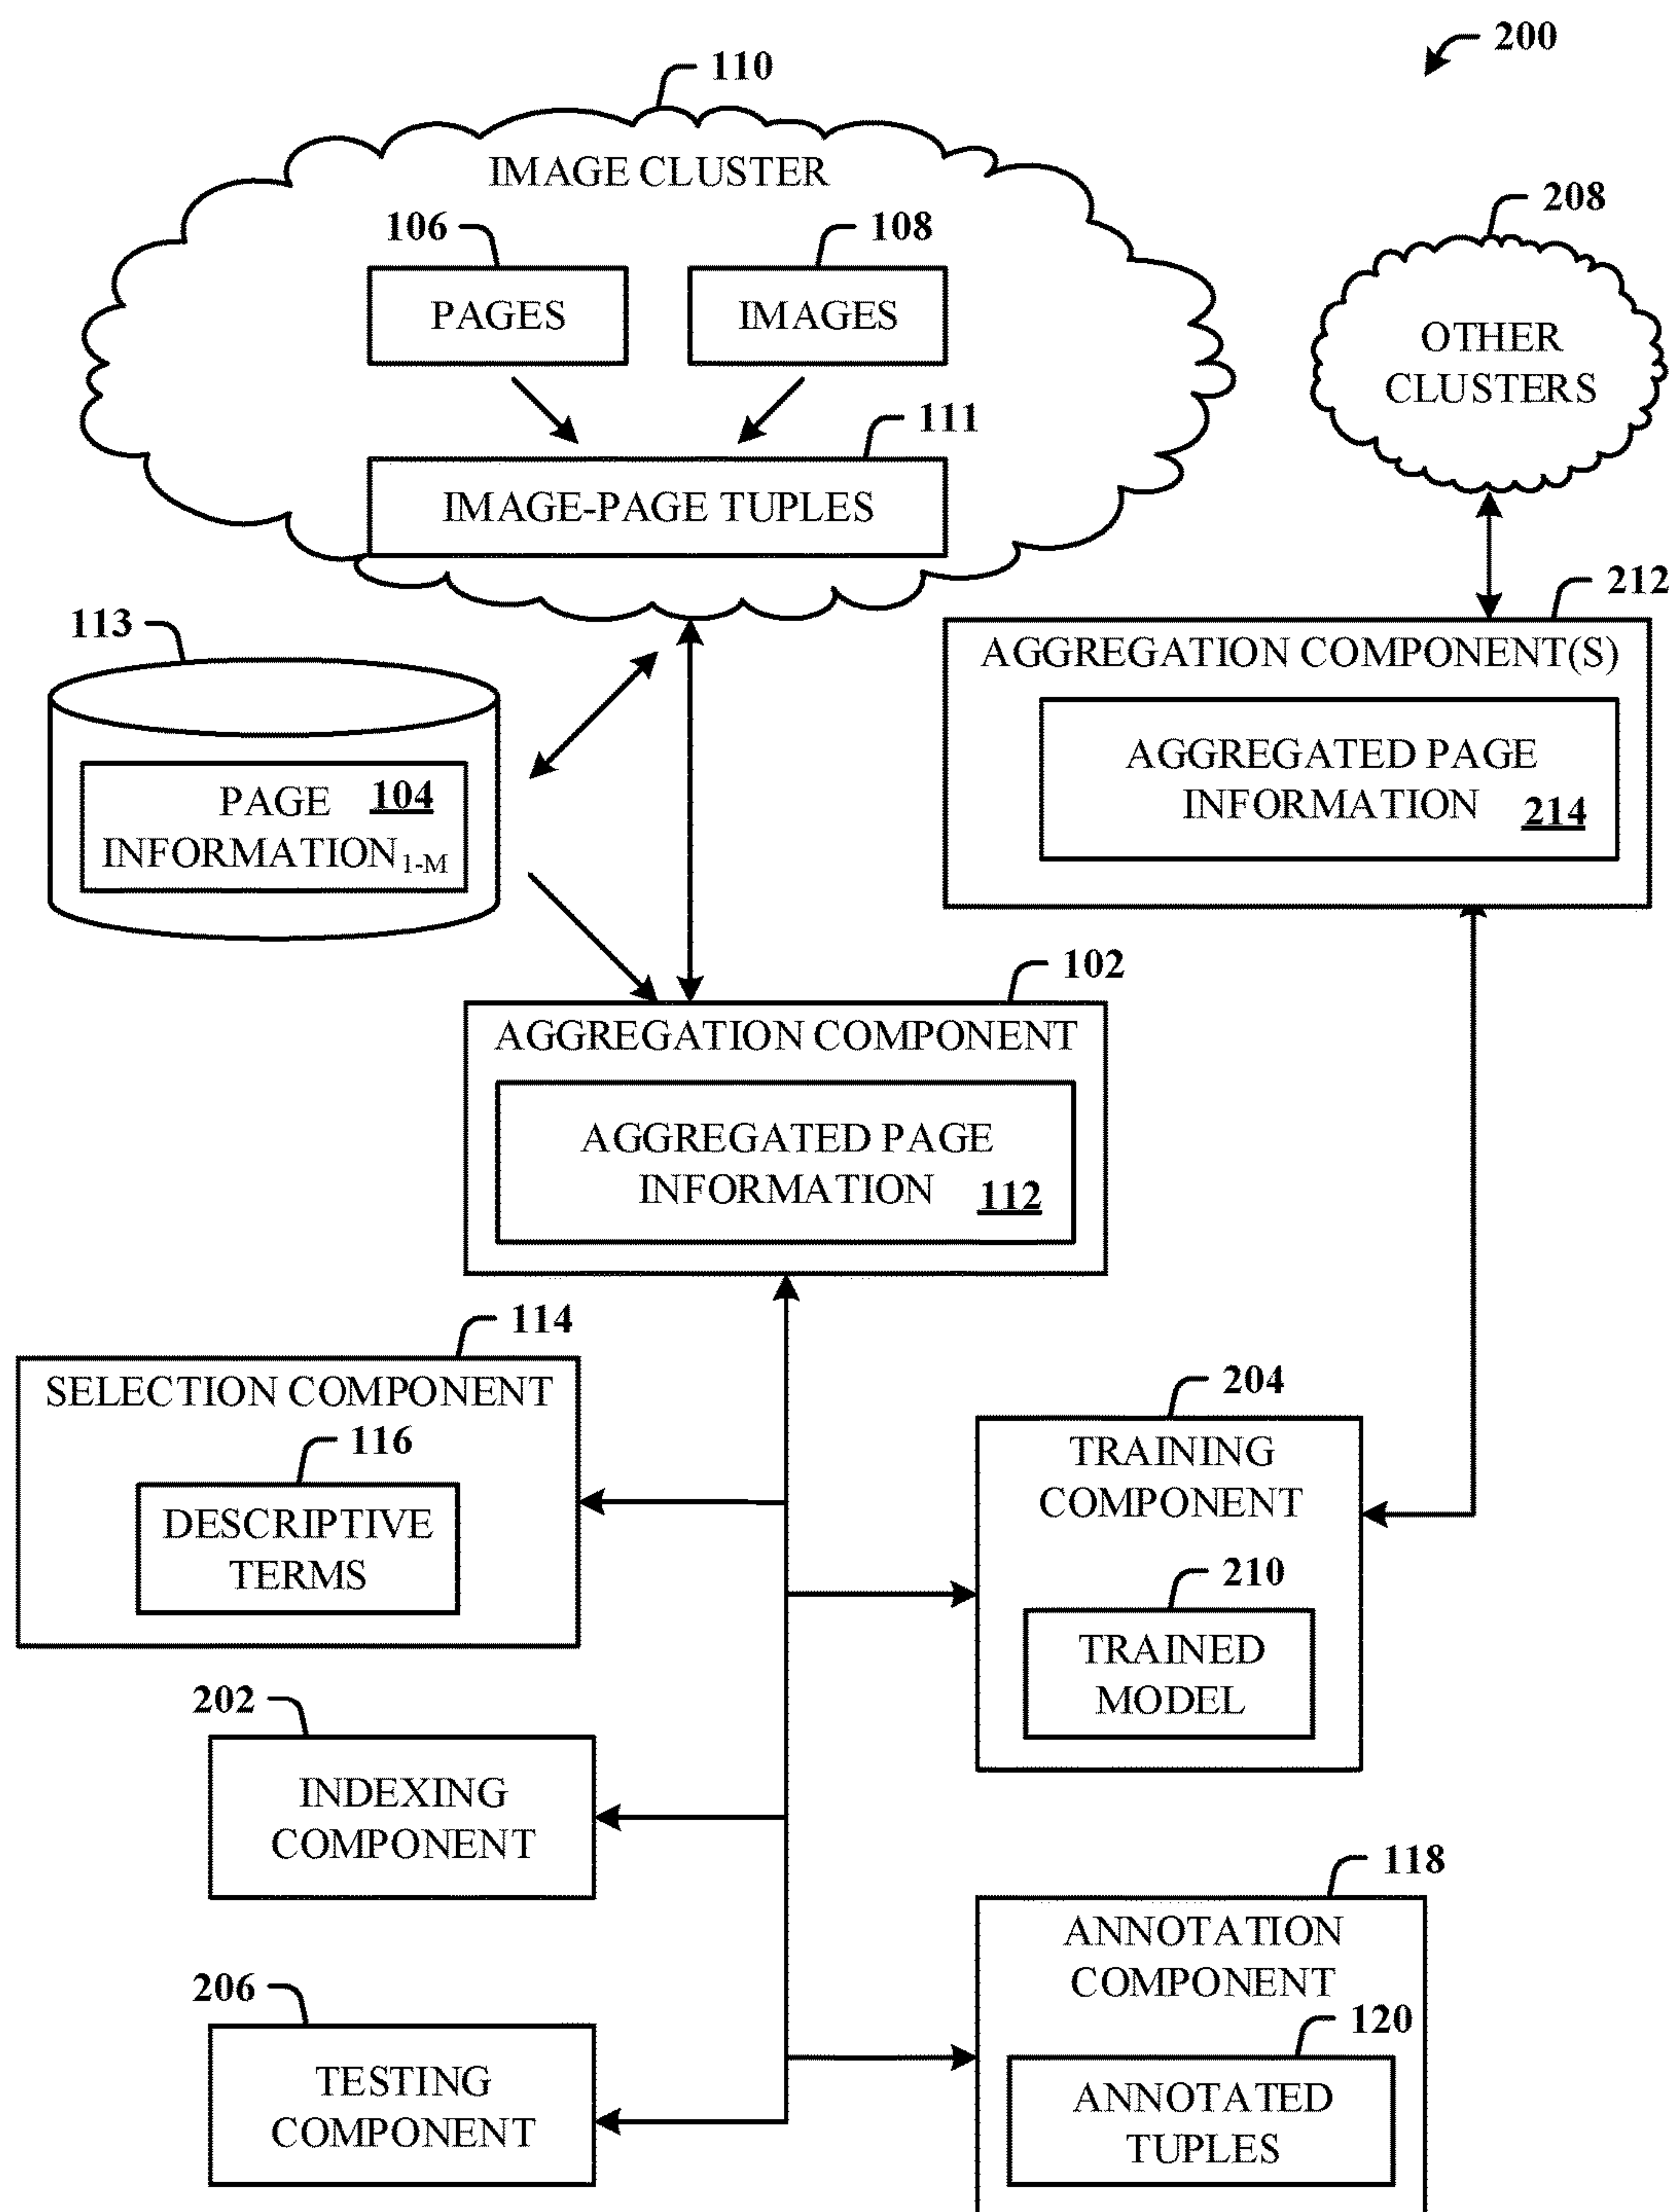 200
110
IMAGE CLUSTER
106
108
PAGES
IMAGES
111
IMAGE-PAGE TUPLES
208
OTHER
CLUSTERS
113
PAGE 104
INFORMATION1-M
212
AGGREGATION COMPONENT(S)
AGGREGATED PAGE
INFORMATION 214
102
AGGREGATION COMPONENT
AGGREGATED PAGE
INFORMATION 112
114
SELECTION COMPONENT
116
DESCRIPTIVE
TERMS
204
TRAINING
COMPONENT
210
TRAINED
MODEL
202
INDEXING
COMPONENT
118
ANNOTATION
COMPONENT
120
ANNOTATED
TUPLES
206
TESTING
COMPONENT